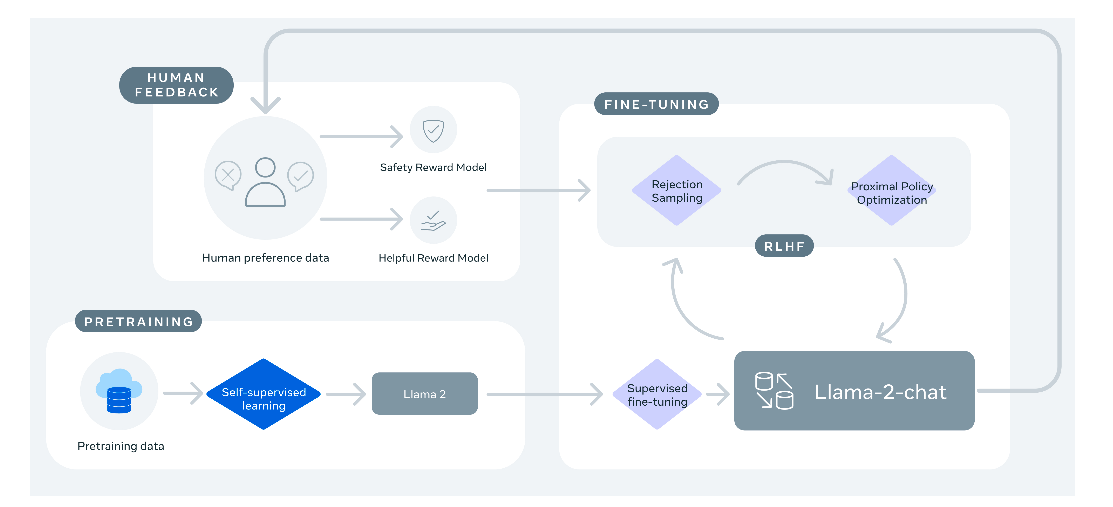 HUMAN
FEEDBACK
Safety Reward Model
Human preference data
Helpful Reward Model
FINE-TUNING
Rejection
Sampling
Proximal Policy
Optimization
RLHF
PRETRAINING
Pretraining data
Self-supervised
learning
Llama 2
Supervised
fine-tuning
Llama-2-chat